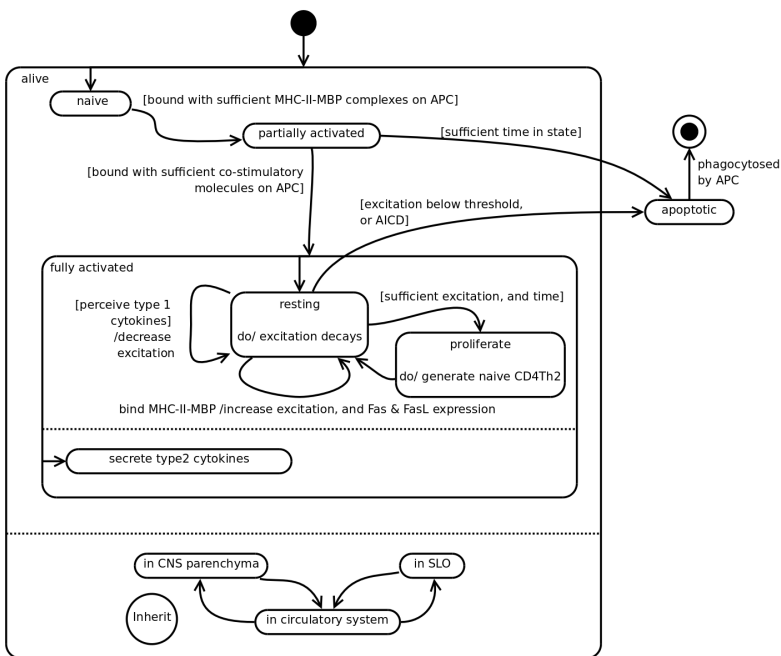 alive
naive
[bound with sufficient MHC-II-MBP complexes on APC]
partially activated
[sufficient time in state]
phagocytosed
by APC
[bound with sufficient co-stimulatory
molecules on APC]
[excitation below threshold,
or AICD]
apoptotic
fully activated
[perceive type 1
cytokines]
/decrease
excitation
resting
do/ excitation decays
[sufficient excitation, and time]
proliferate
do/ generate naive CD4Th2
bind MHC-II-MBP /increase excitation, and Fas & FasL expression
secrete type2 cytokines
in CNS parenchyma
in SLO
Inherit
in circulatory system